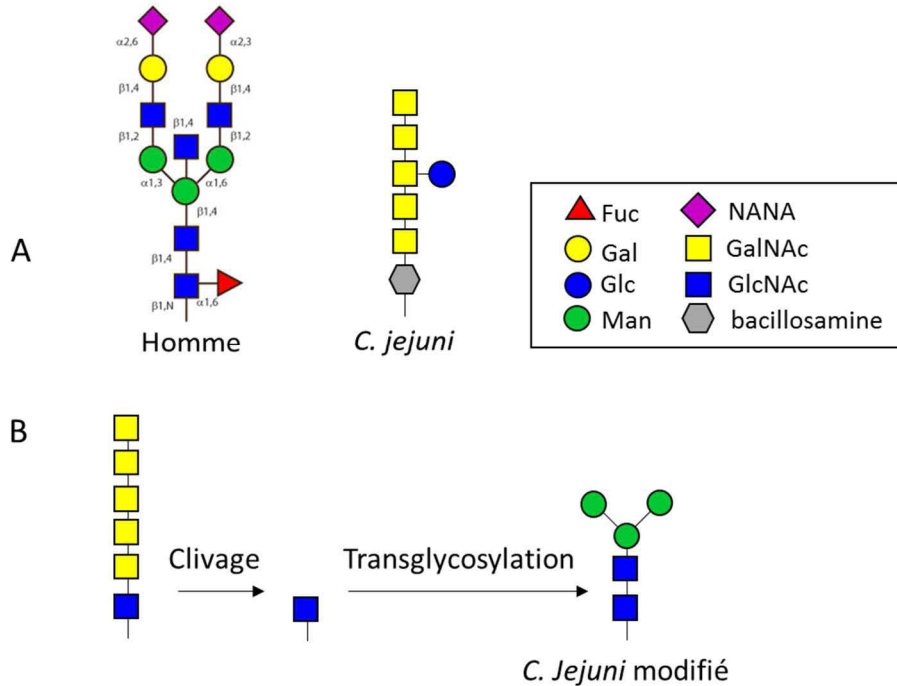 A
α2,6
α2,3
β1,4
β1,4
β1,4
β1,2
β1,2
α1,3
α1,6
β1,4
β1,4
β1,N
α1,6
Homme
C. jejuni
Fuc
NANA
Gal
GalNAc
Glc
GlcNAc
Man
bacillosamine
B
Clivage
Transglycosylation
C. Jejuni modifié